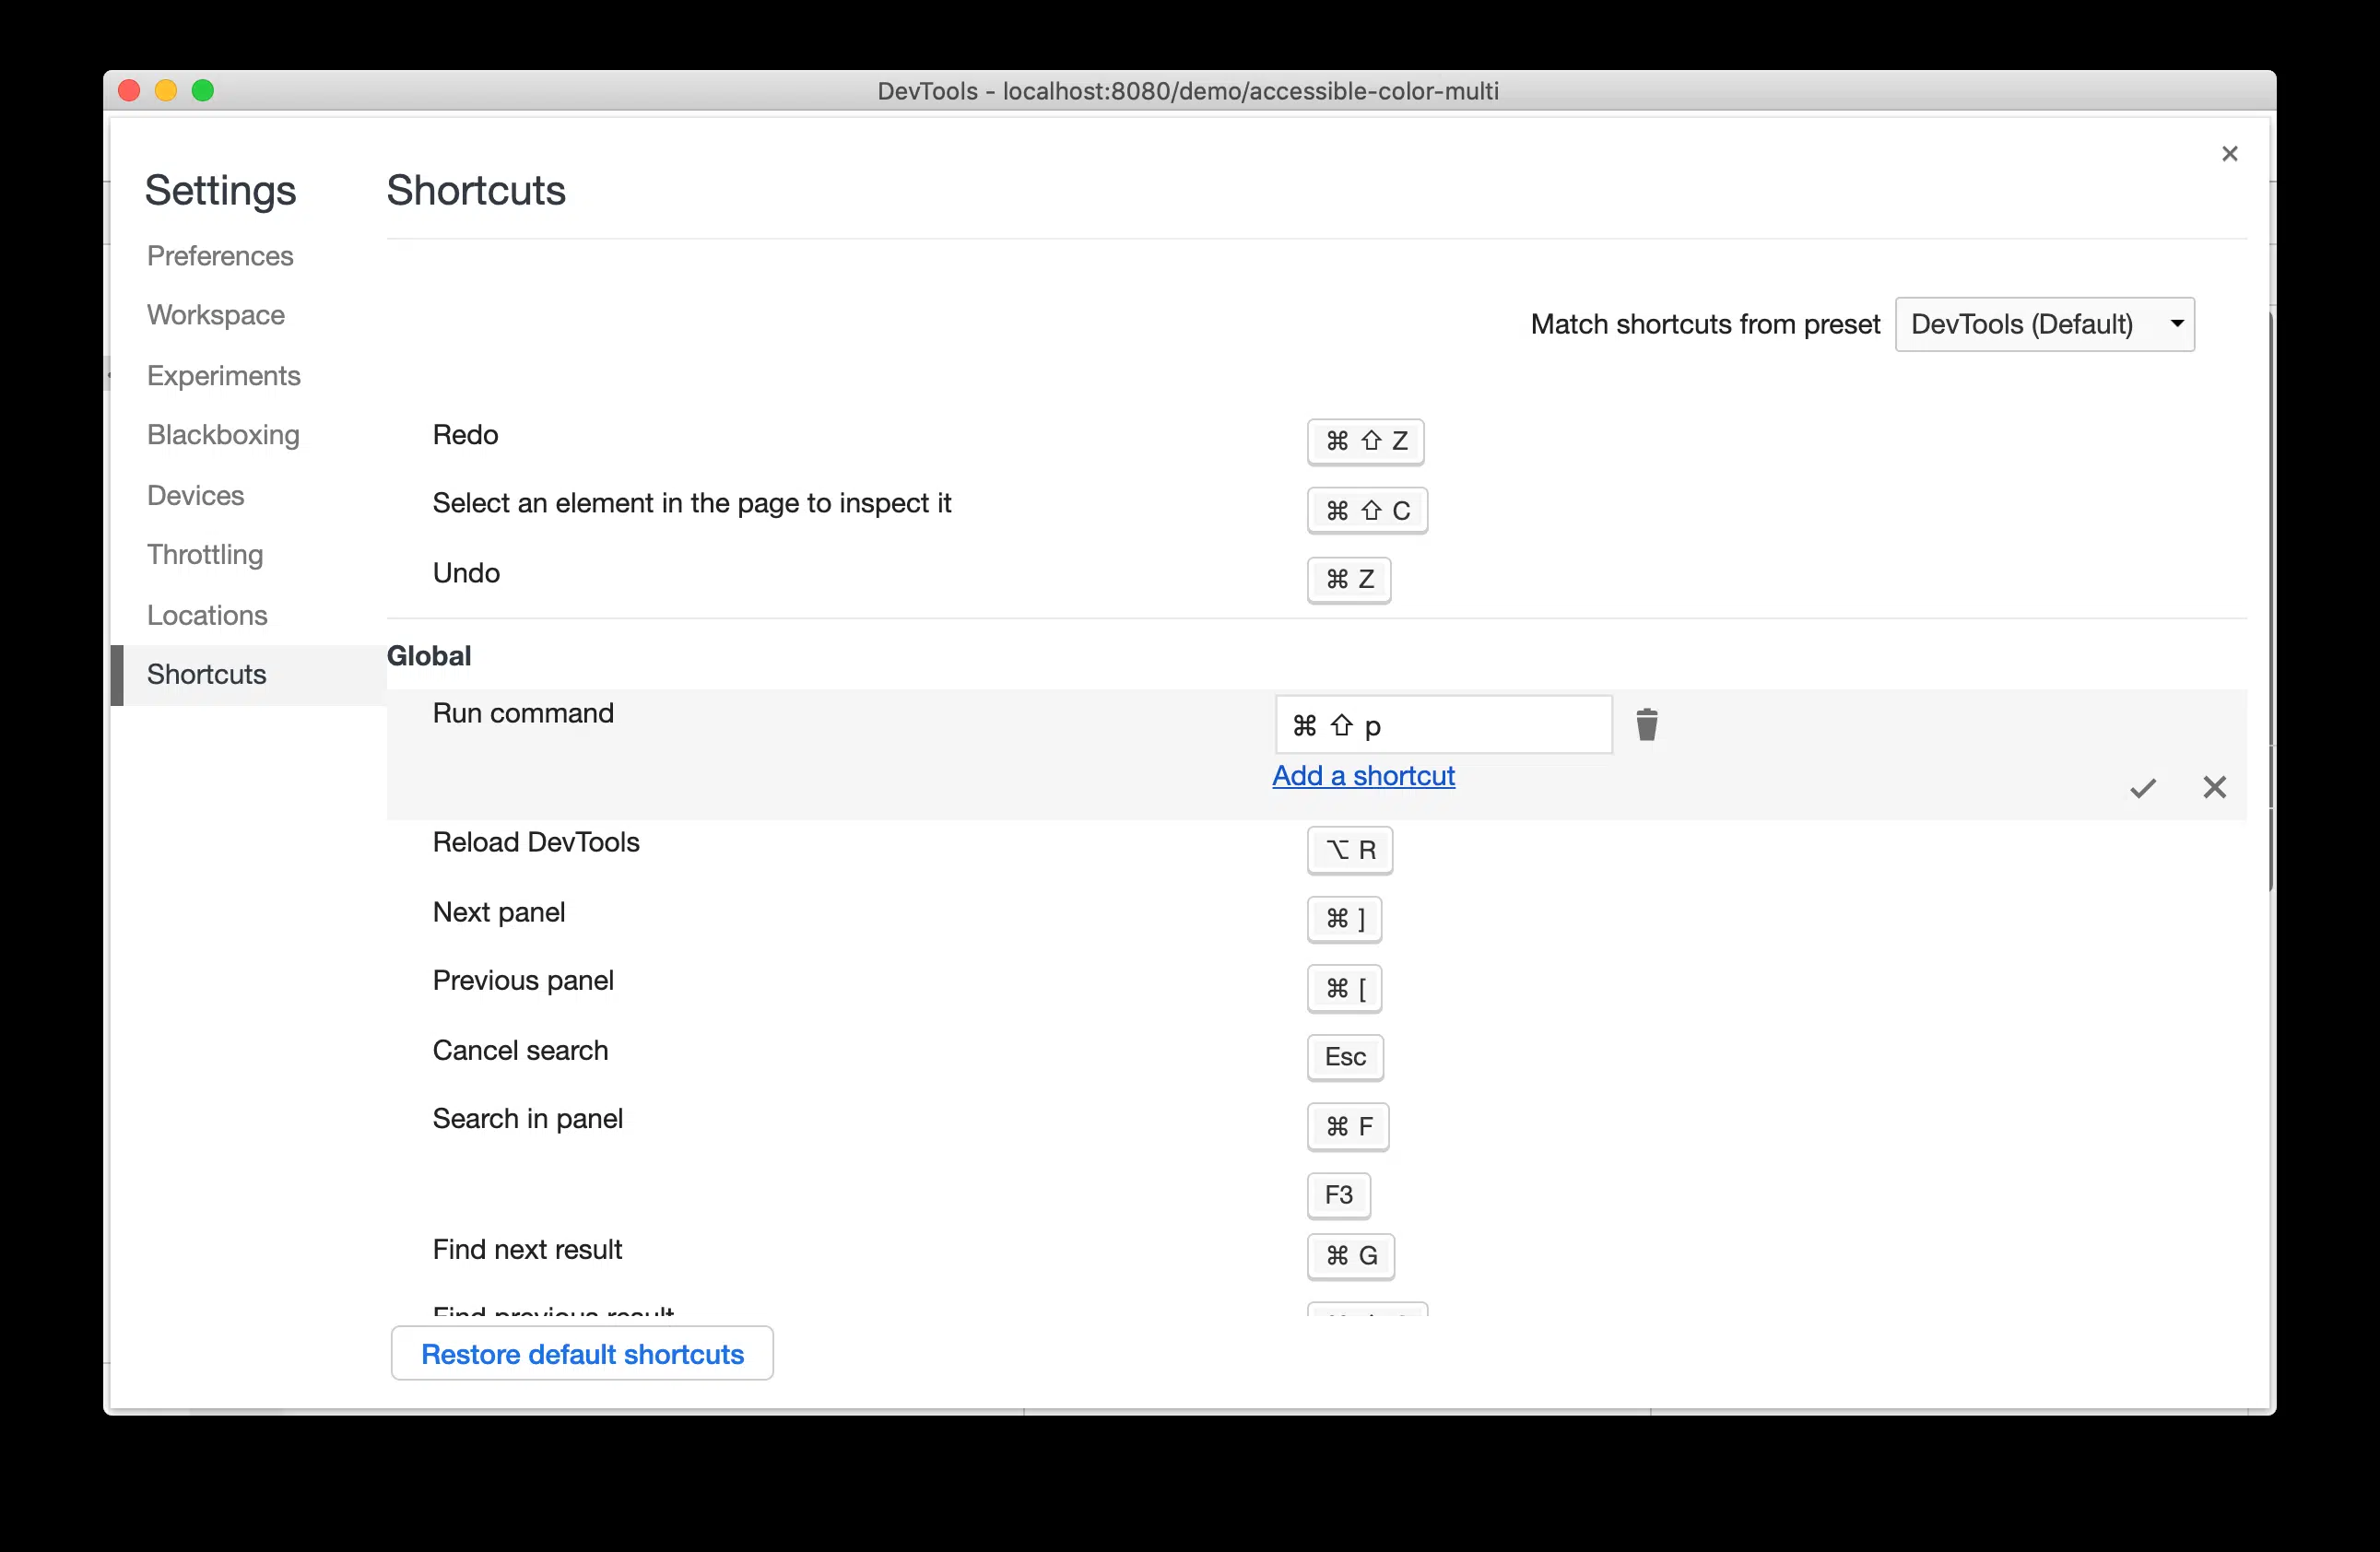 DevTools - localhost:8080/demo/accessible-color-multi
Settings
Preferences
Workspace
Experiments
Blackboxing
Devices
Throttling
Locations
Shortcuts
Shortcuts
Match shortcuts from preset DevTools (Default)
Redo ⌘ ⇧ Z
Select an element in the page to inspect it ⌘ ⇧ C
Undo ⌘ Z
Global
Run command ⌘ ⇧ p
Add a shortcut
Reload DevTools ⌥ R
Next panel ⌘ ]
Previous panel ⌘ [
Cancel search Esc
Search in panel ⌘ F
F3
Find next result ⌘ G
Find previous result
Restore default shortcuts